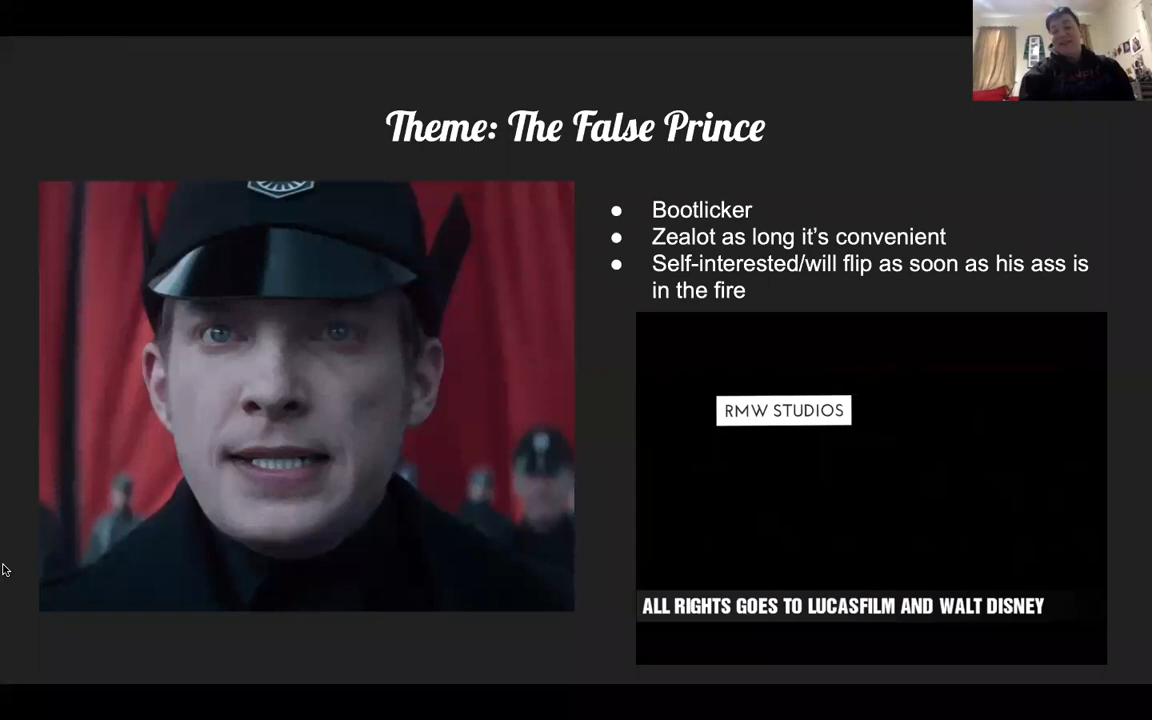 Theme: The False Prince
● Bootlicker
● Zealot as long it's convenient
● Self-interested/will flip as soon as his ass is
in the fire
RMW STUDIOS
ALL RIGHTS GOES TO LUCASFILM AND WALT DISNEY